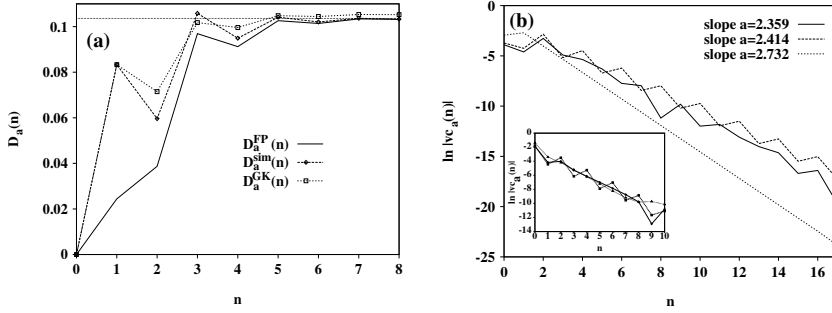 (a)
0.1
0.08
0.06
0.04
0.02
0
D_a(n)
D_a^FP(n)
D_a^sim(n)
D_a^GK(n)
0 1 2 3 4 5 6 7 8
n
(b)
slope a=2.359
slope a=2.414
slope a=2.732
0
-5
-10
-15
-20
-25
ln |vc_a(n)|
0 2 4 6 8 10 12 14 16
n
0
-2
-4
-6
-8
-10
-12
-14
ln |vc_a(n)|
0 1 2 3 4 5 6 7 8 9 10
n